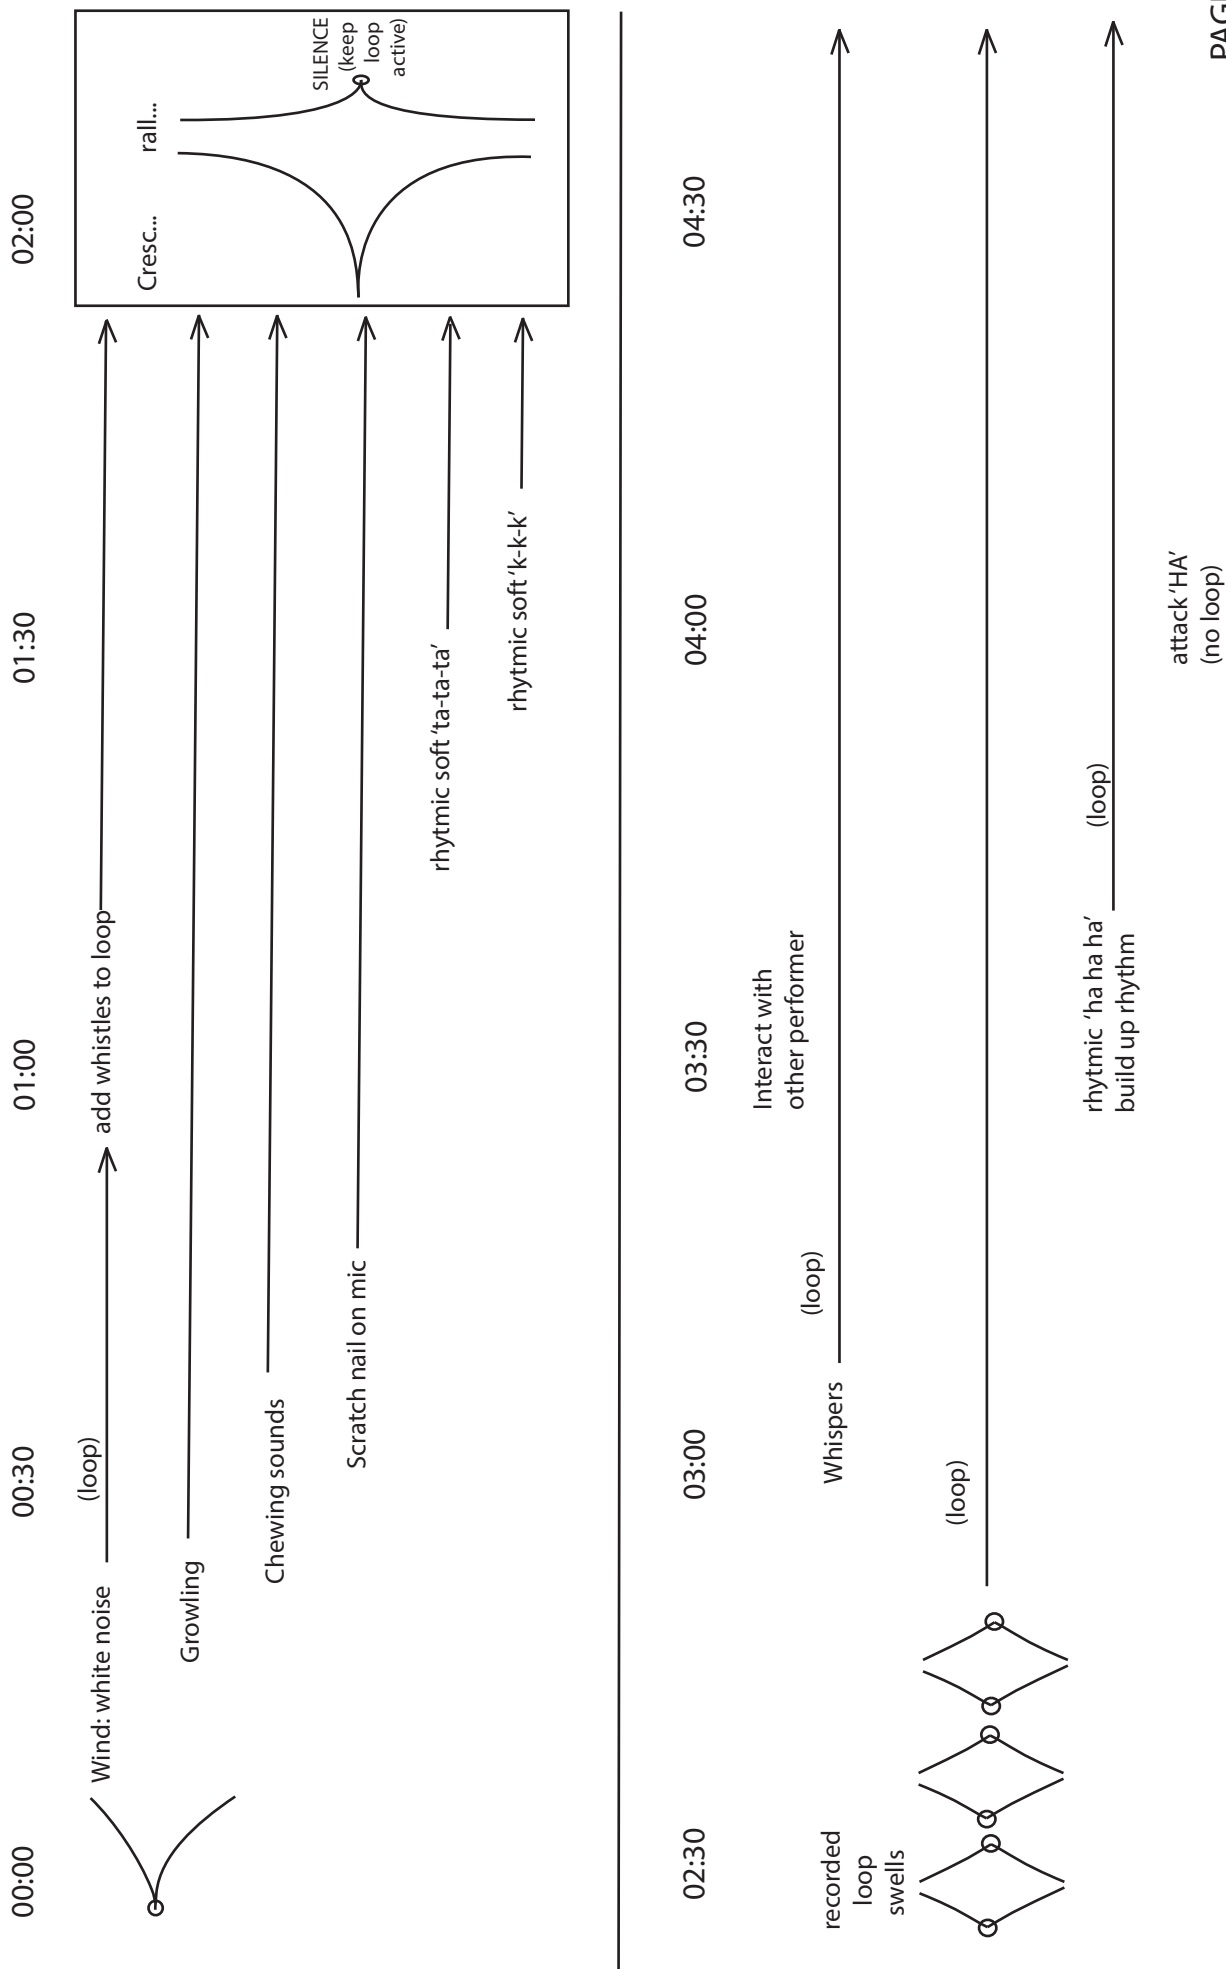 00:00
00:30
01:00
01:30
02:00
Wind: white noise
(loop)
add whistles to loop
Growling
Chewing sounds
Scratch nail on mic
rhytmic soft ‘ta-ta-ta’
rhytmic soft ‘k-k-k’
Cresc...
rall...
SILENCE
(keep
loop
active)
02:30
03:00
03:30
04:00
04:30
recorded
loop
swells
(loop)
Whispers
(loop)
Interact with
other performer
rhytmic ‘ha ha ha’
build up rhythm
(loop)
attack ‘HA’
(no loop)